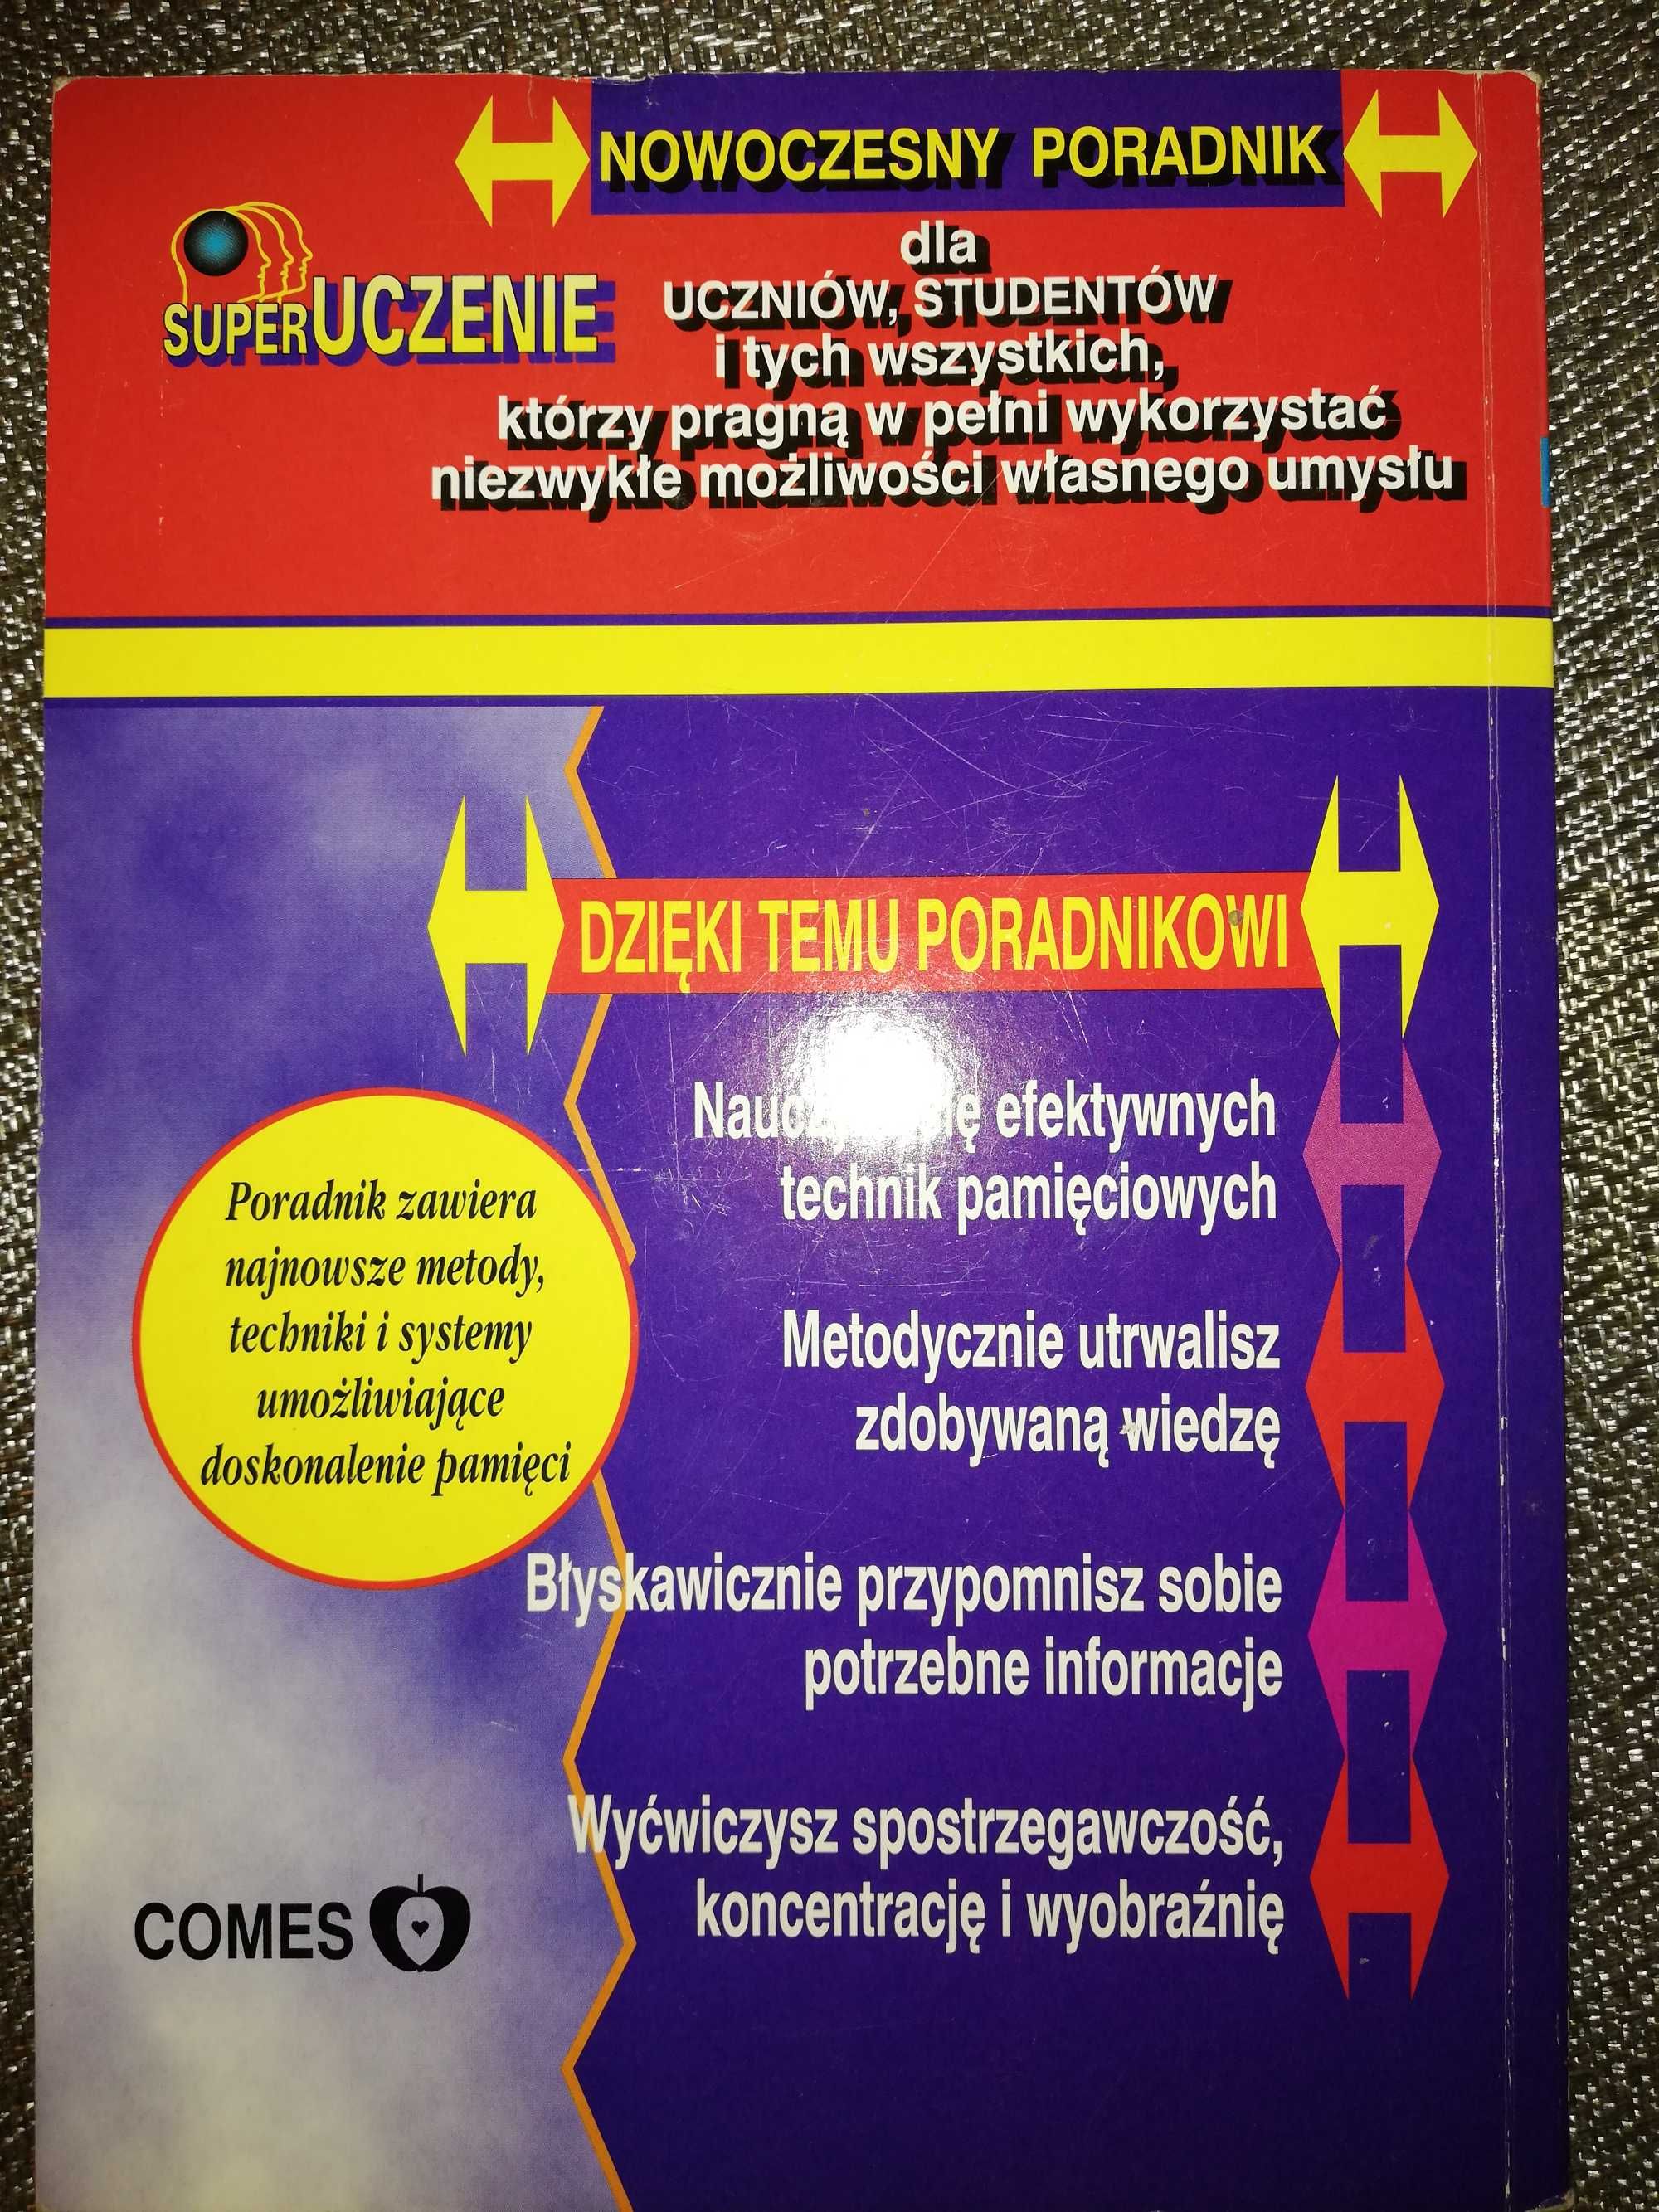 NOWOCZESNY PORADNIK
dla
UCZNIÓW, STUDENTÓW
i tych wszystkich,
którzy pragną w pełni wykorzystać
niezwykłe możliwości własnego umysłu
SUPERUCZENIE
DZIĘKI TEMU PORADNIKOWI
efektywnych
technik pamięciowych
Metodycznie utrwalisz
zdobywaną wiedzę
Błyskawicznie przypomnisz sobie
potrzebne informacje
Wyćwiczysz spostrzegawczość,
koncentrację i wyobraźnię
Poradnik zawiera
najnowsze metody,
techniki i systemy
umożliwiające
doskonalenie pamięci
COMES